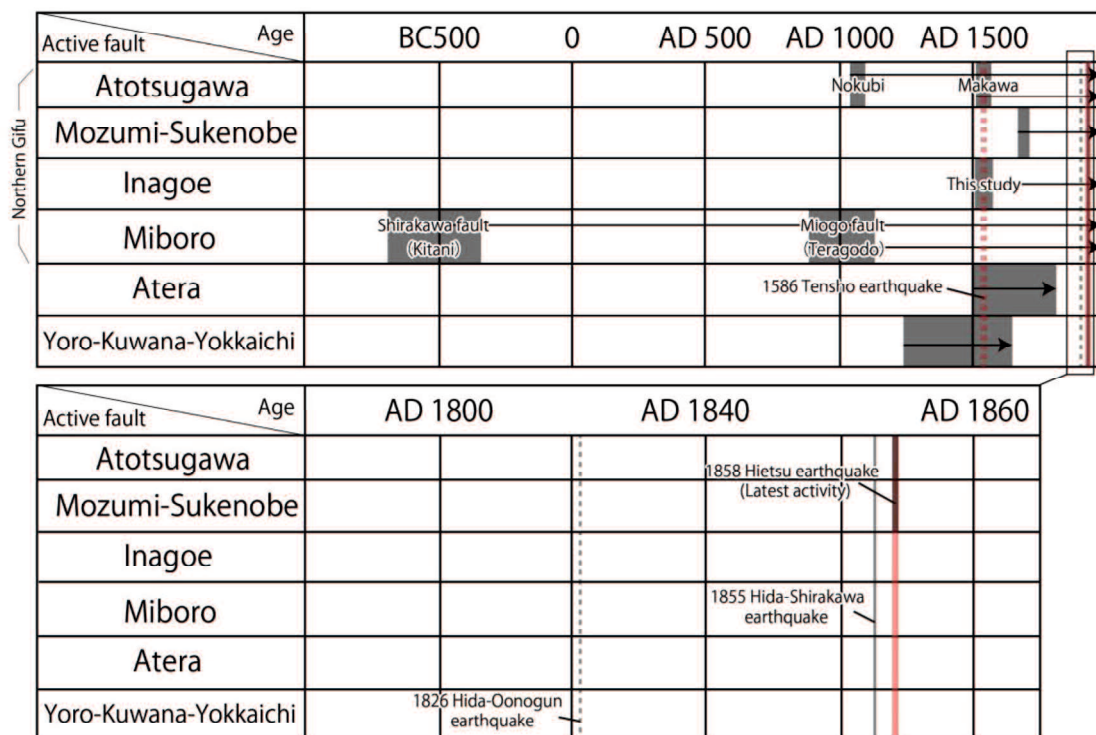 Age
Active fault
BC500
0
AD 500
AD 1000
AD 1500
Northern Gifu
Atotsugawa
Nokubi
Makawa
Mozumi-Sukenobe
Inagoe
This study
Miboro
Shirakawa fault
(Kitani)
Miogo fault
(Teragodo)
Atera
1586 Tensho earthquake
Yoro-Kuwana-Yokkaichi
Age
Active fault
AD 1800
AD 1840
AD 1860
Atotsugawa
1858 Hietsu earthquake
(Latest activity)
Mozumi-Sukenobe
Inagoe
Miboro
1855 Hida-Shirakawa
earthquake
Atera
Yoro-Kuwana-Yokkaichi
1826 Hida-Oonogun
earthquake